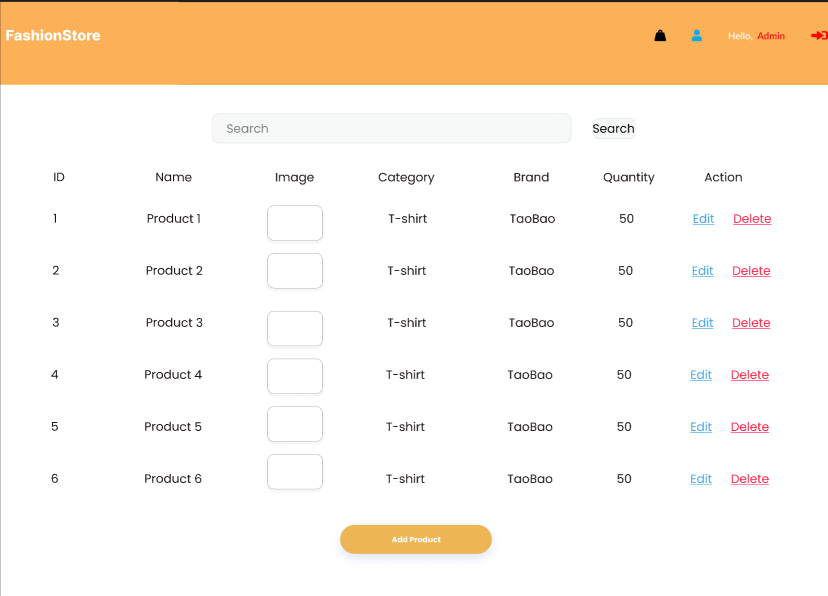 FashionStore
Hello, Admin
Search Search
ID Name Image Category Brand Quantity Action
1 Product 1 T-shirt TaoBao 50 Edit Delete
2 Product 2 T-shirt TaoBao 50 Edit Delete
3 Product 3 T-shirt TaoBao 50 Edit Delete
4 Product 4 T-shirt TaoBao 50 Edit Delete
5 Product 5 T-shirt TaoBao 50 Edit Delete
6 Product 6 T-shirt TaoBao 50 Edit Delete
Add Product